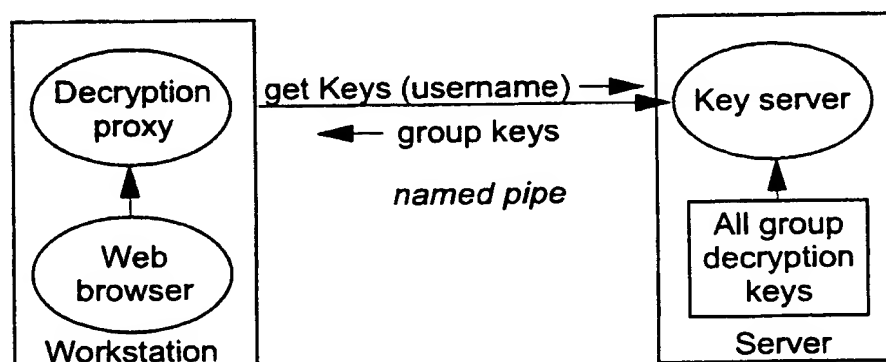 Decryption
proxy
get Keys (username)
group keys
named pipe
Key server
Web
browser
All group
decryption
keys
Workstation
Server